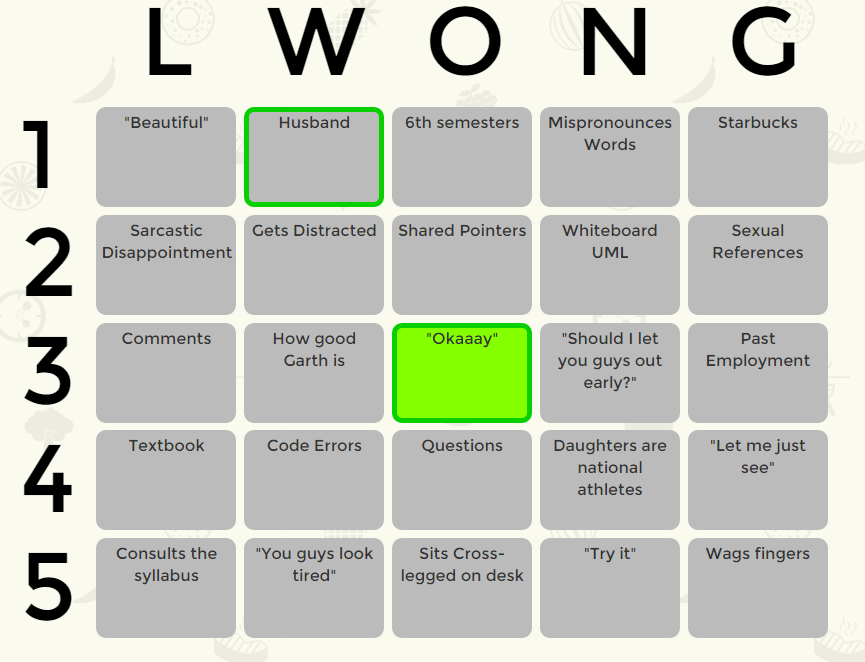 L W O N G
1
"Beautiful"
Husband
6th semesters
Mispronounces
Words
Starbucks
2
Sarcastic
Disappointment
Gets Distracted
Shared Pointers
Whiteboard
UML
Sexual
References
3
Comments
How good
Garth is
"Okaaay"
"Should I let
you guys out
early?"
Past
Employment
4
Textbook
Code Errors
Questions
Daughters are
national
athletes
"Let me just
see"
5
Consults the
syllabus
"You guys look
tired"
Sits Cross-
legged on desk
"Try it"
Wags fingers